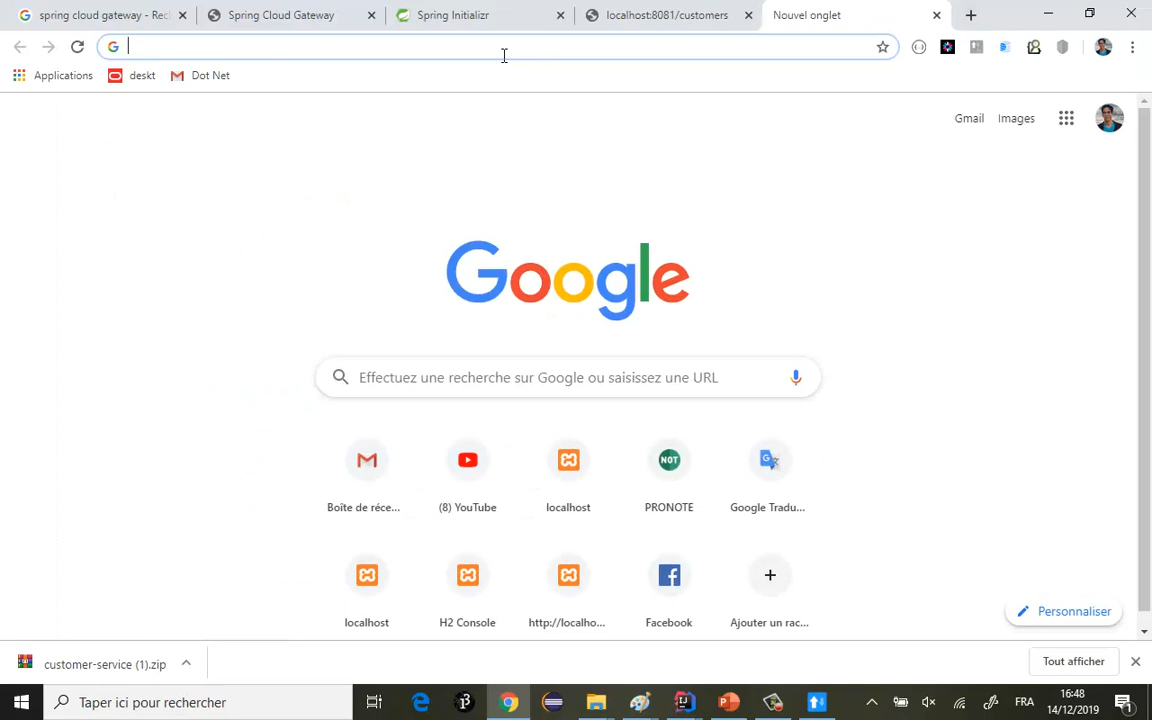 spring cloud gateway - Recl
Spring Cloud Gateway
Spring Initializr
localhost:8081/customers
Nouvel onglet
Applications
deskt
Dot Net
Gmail
Images
Google
Effectuez une recherche sur Google ou saisissez une URL
NOT
Boîte de réce...
(8) YouTube
localhost
PRONOTE
Google Tradu...
localhost
H2 Console
http://localho...
Facebook
Ajouter un rac...
Personnaliser
customer-service (1).zip
Tout afficher
Taper ici pour rechercher
FRA
16:48
14/12/2019